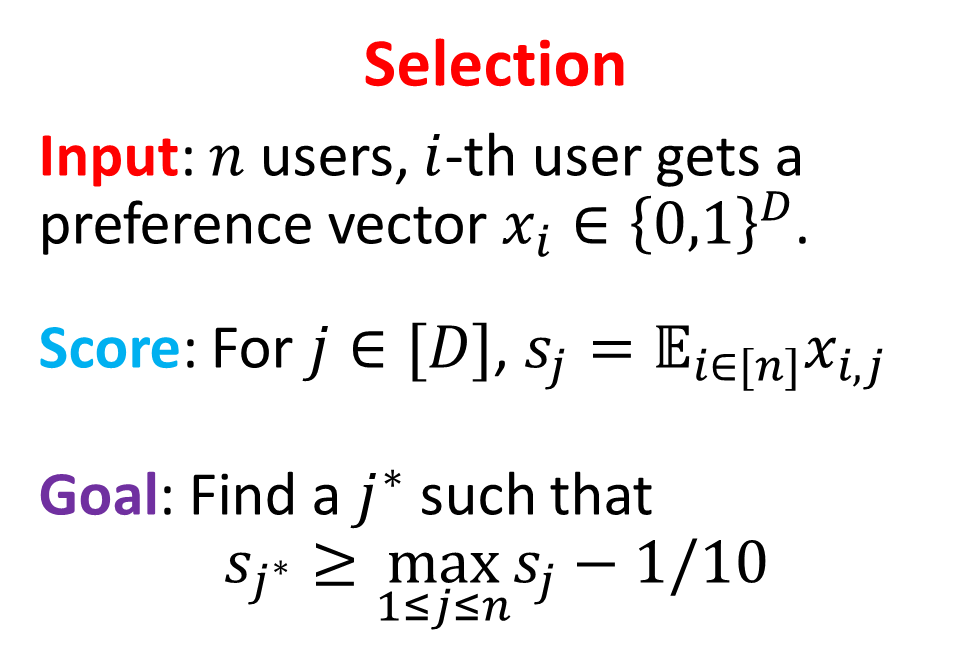 Selection
Input: n users, i-th user gets a
preference vector x_i ∈ {0,1}^D.
Score: For j ∈ [D], s_j = 𝔼_{i∈[n]}x_{i,j}
Goal: Find a j* such that
s_{j*} ≥ max_{1≤j≤n} s_j − 1/10